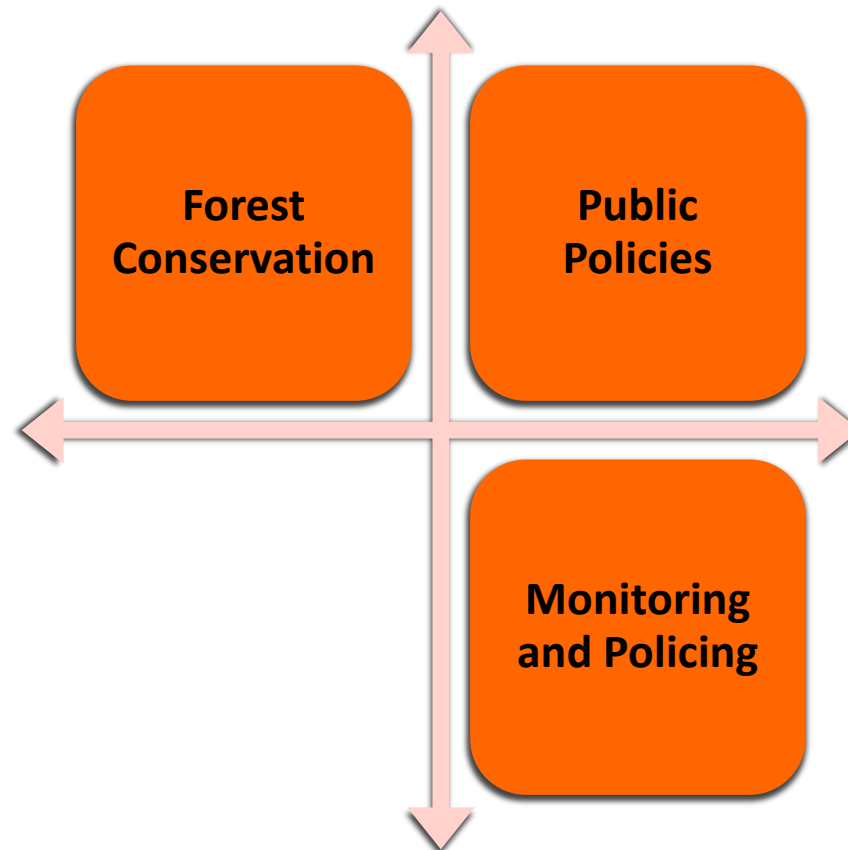 Forest
Conservation
Public
Policies
Monitoring
and Policing